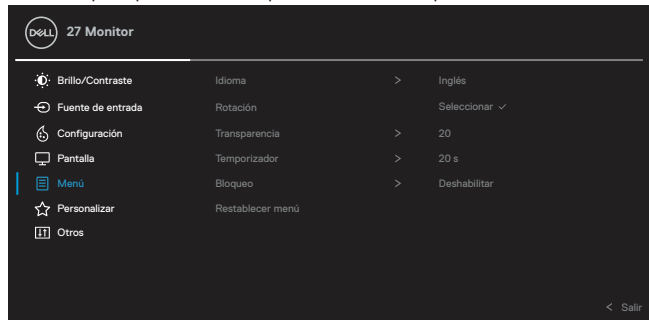 DELL 27 Monitor
Brillo/Contraste Idioma > Inglés
Fuente de entrada Rotación Seleccionar ✓
Configuración Transparencia > 20
Pantalla Temporizador > 20 s
Menú Bloqueo > Deshabilitar
Personalizar Restablecer menú
Otros
< Salir